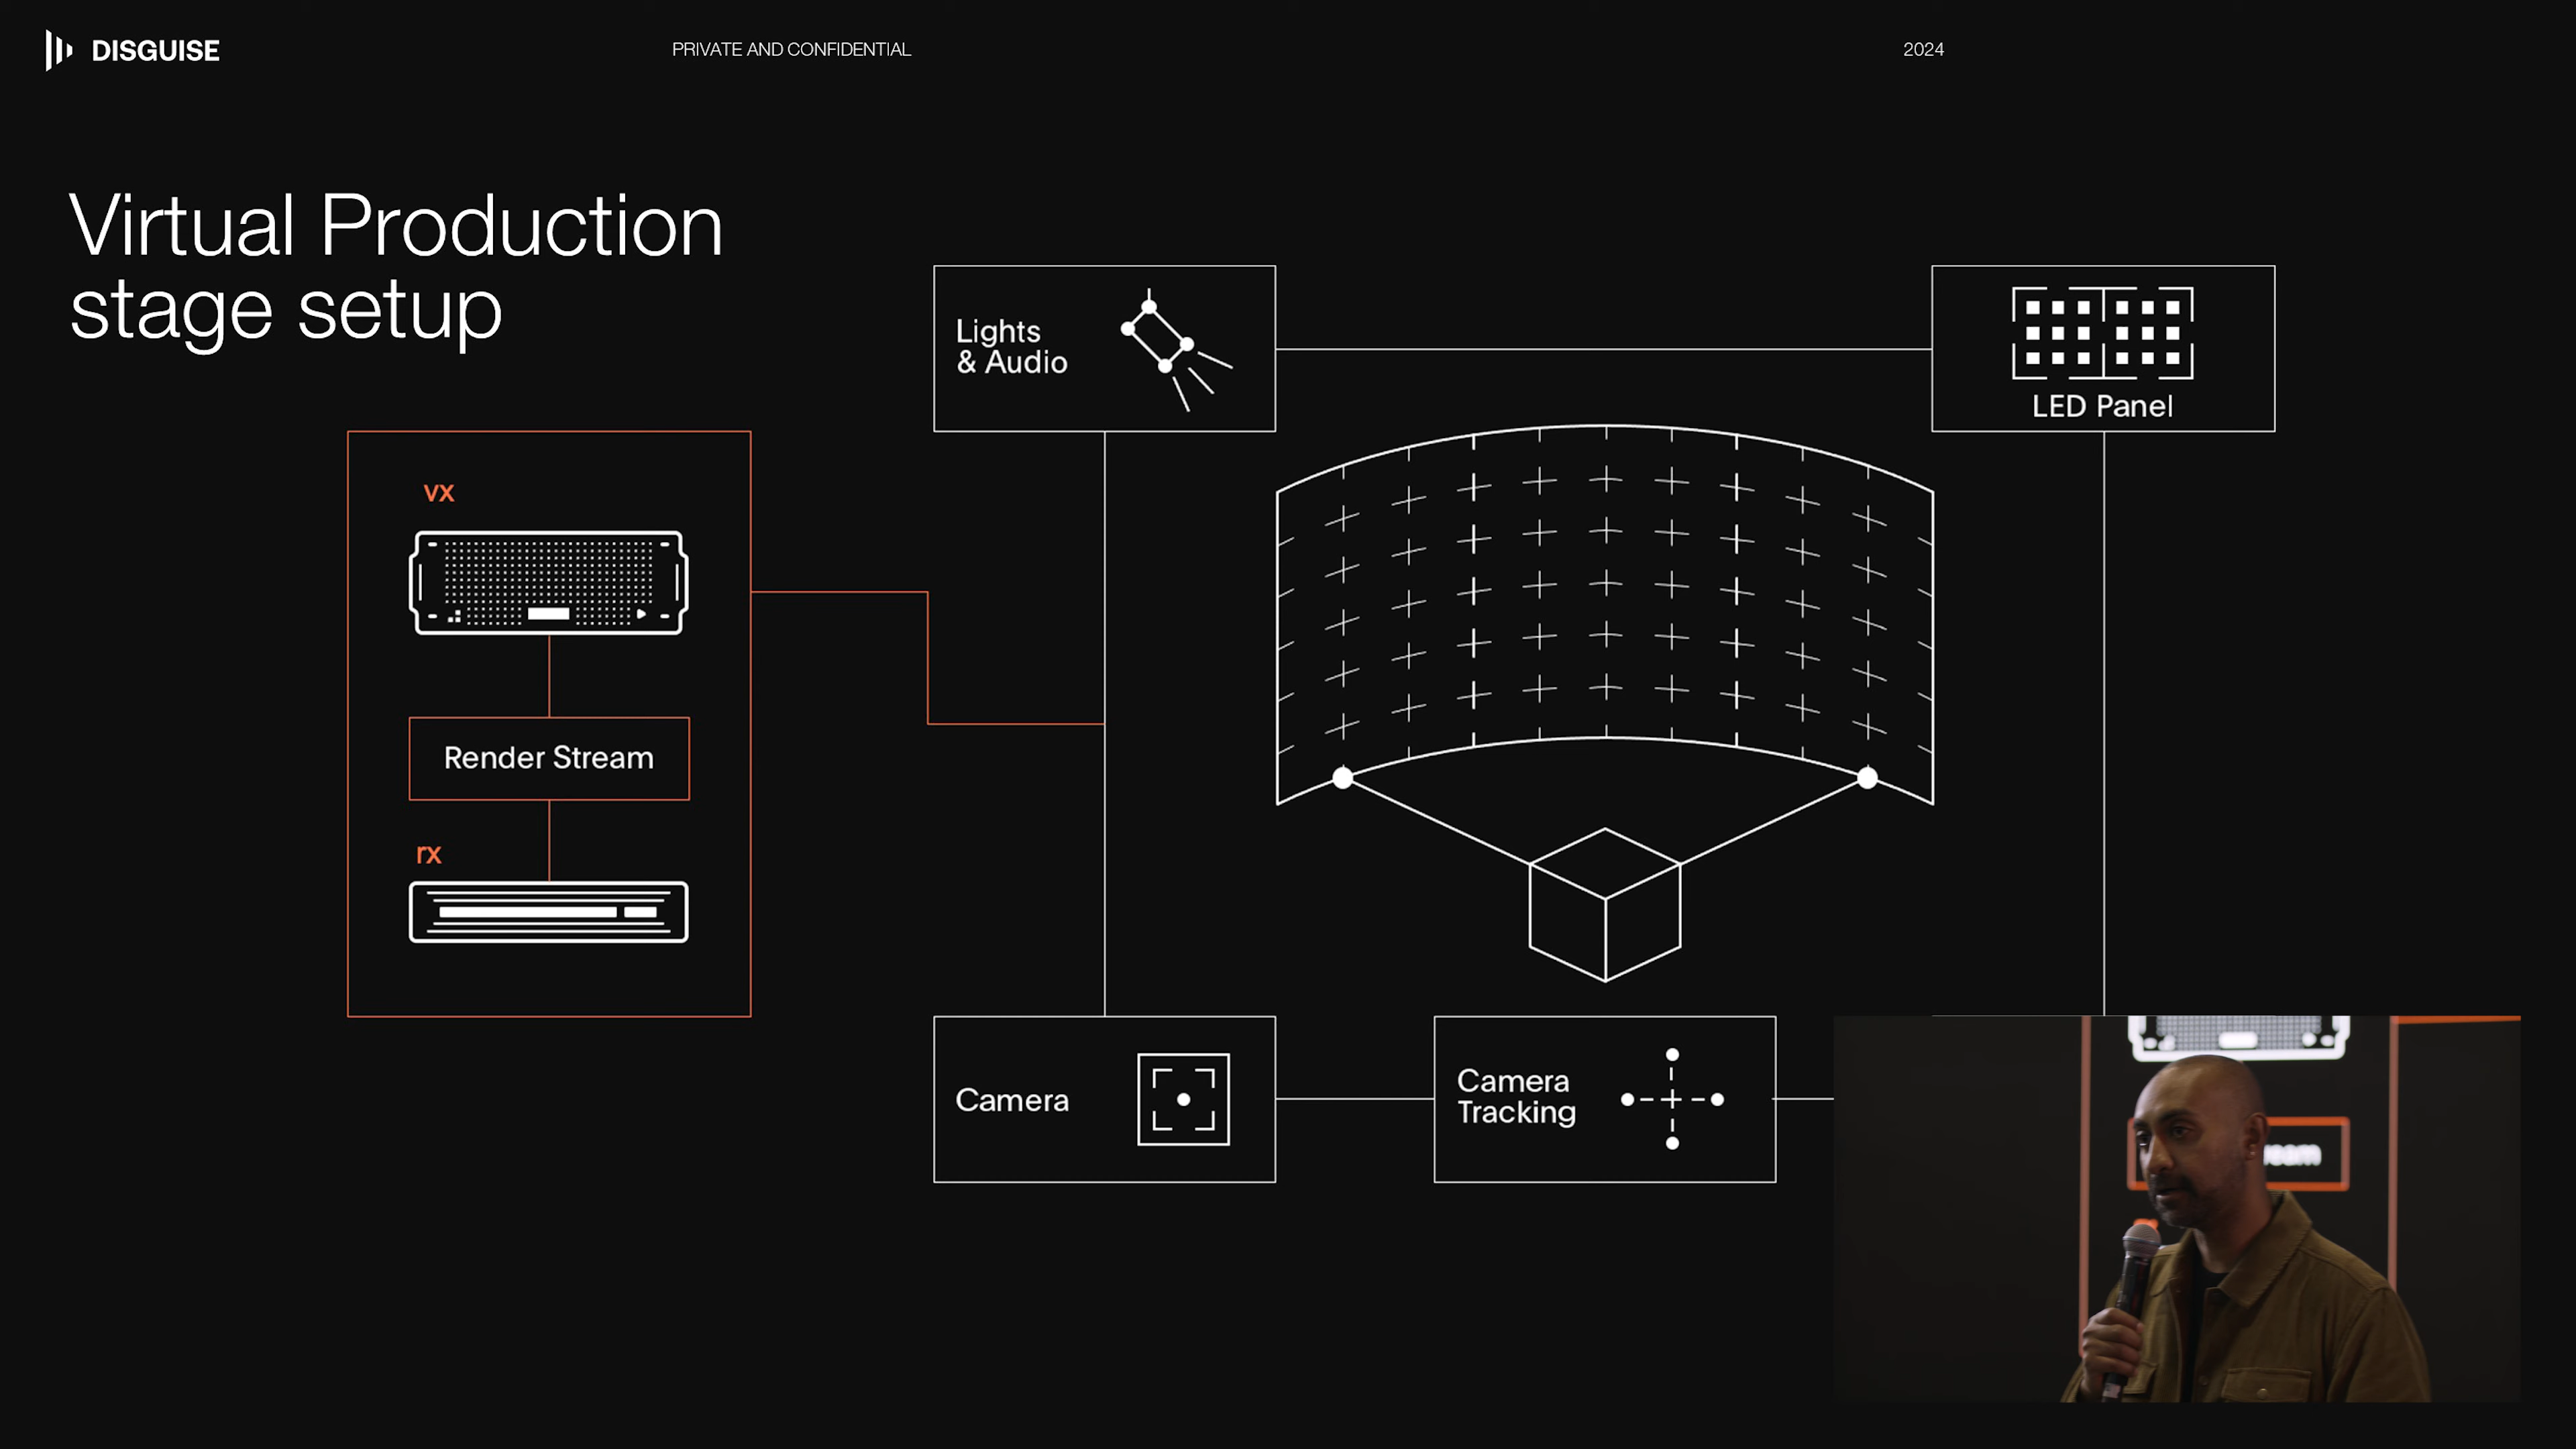 DISGUISE
PRIVATE AND CONFIDENTIAL
2024
Virtual Production
stage setup
Lights
& Audio
LED Panel
vx
Render Stream
rx
Camera
Camera
Tracking